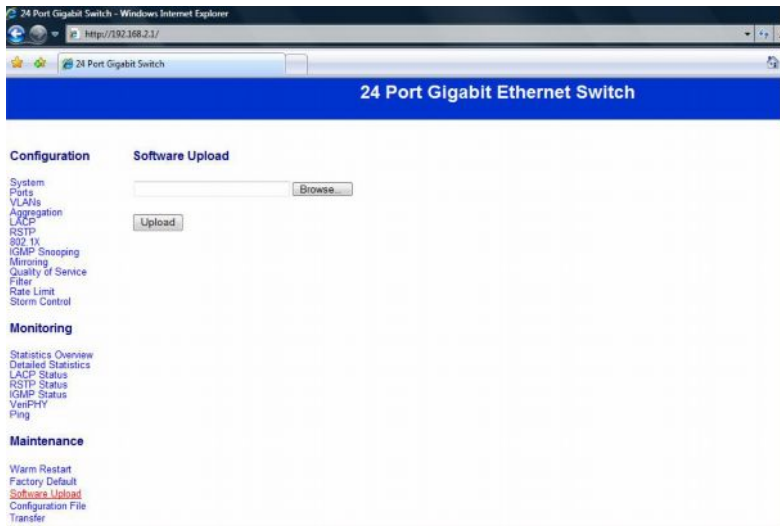 24 Port Gigabit Switch - Windows Internet Explorer
http://192.168.2.1/
24 Port Gigabit Switch
24 Port Gigabit Ethernet Switch
Configuration
System
Ports
VLANs
Aggregation
LACP
RSTP
802.1X
IGMP Snooping
Mirroring
Quality of Service
Filter
Rate Limit
Storm Control
Monitoring
Statistics Overview
Detailed Statistics
LACP Status
RSTP Status
IGMP Status
VeriPHY
Ping
Maintenance
Warm Restart
Factory Default
Software Upload
Configuration File
Transfer
Software Upload
Browse...
Upload